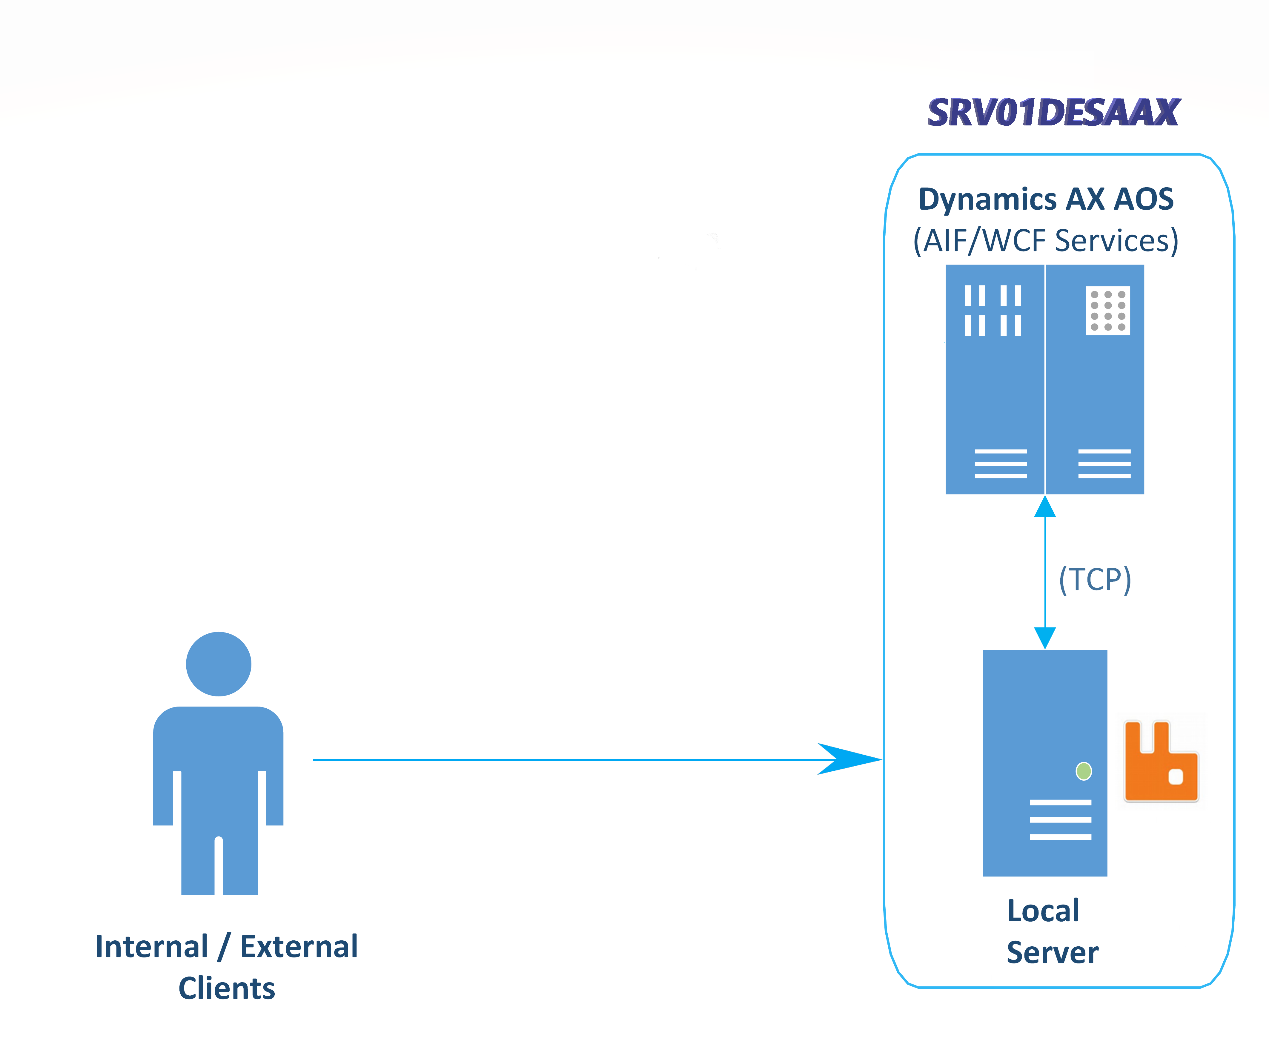 SRV01DESAAX
Dynamics AX AOS
(AIF/WCF Services)
(TCP)
Local
Server
Internal / External
Clients